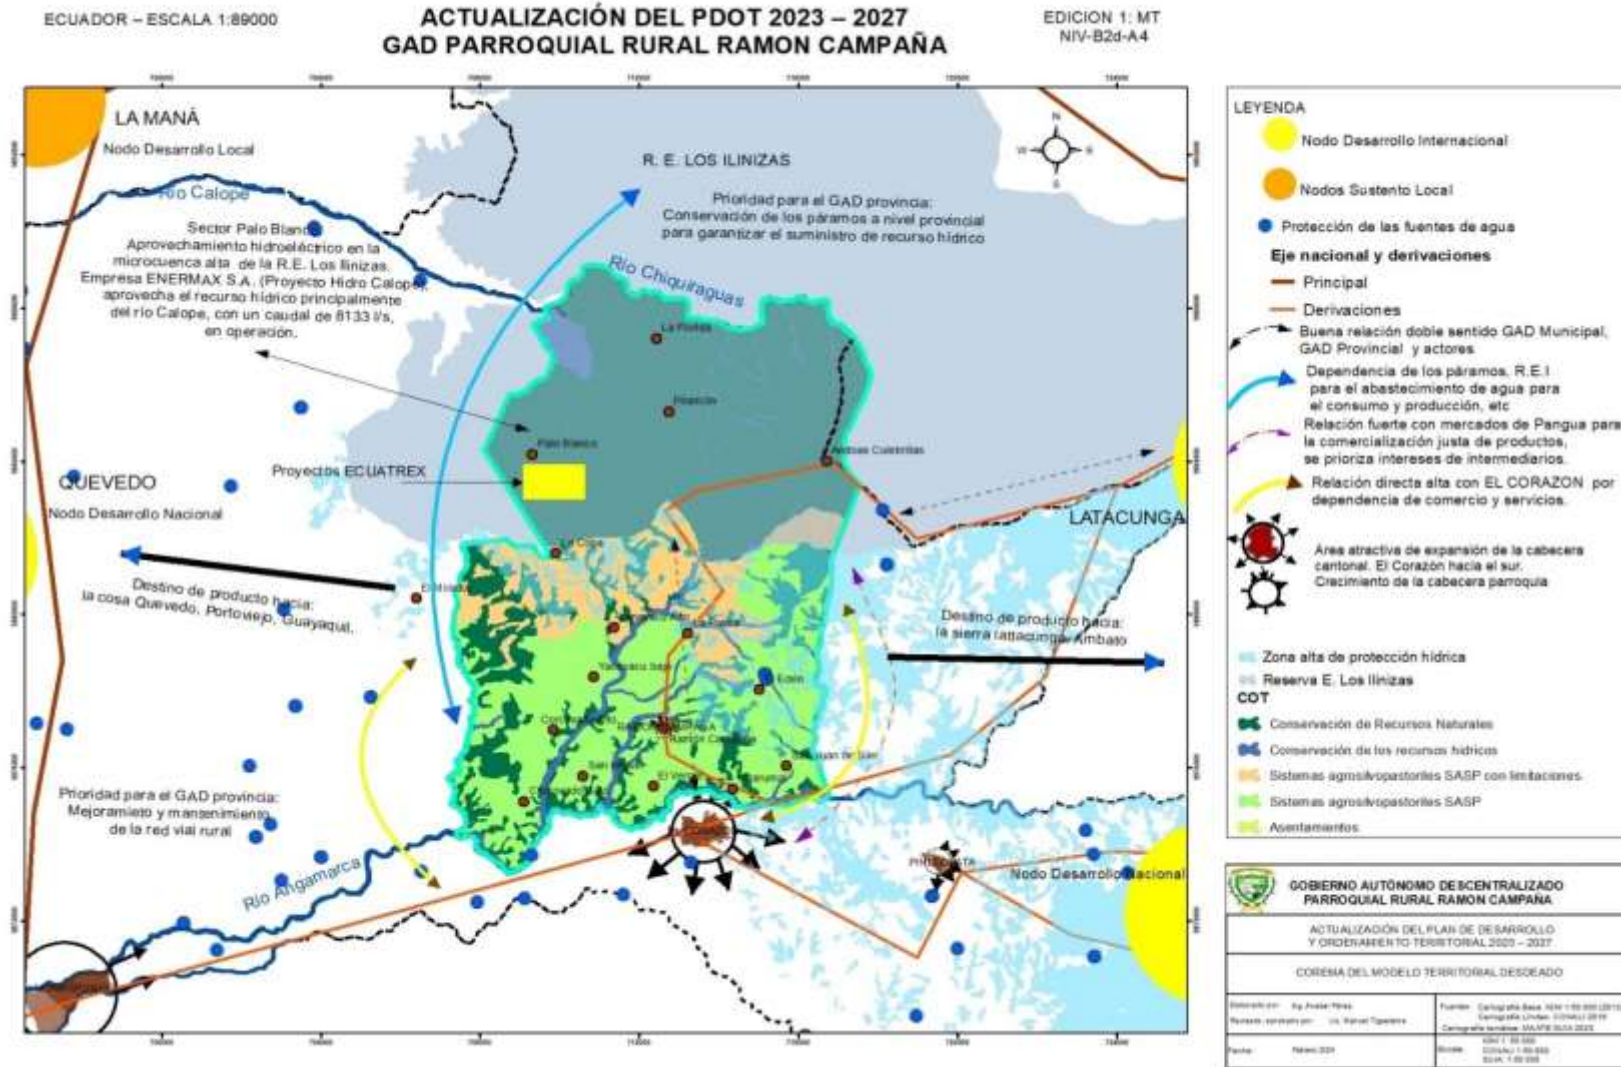 ECUADOR – ESCALA 1:89000
ACTUALIZACIÓN DEL PDOT 2023 – 2027
GAD PARROQUIAL RURAL RAMON CAMPAÑA
EDICION 1: MT
NIV-B2d-A4
LA MANÁ
Nodo Desarrollo Local
Río Calope
R. E. LOS ILINIZAS
Prioridad para el GAD provincia:
Conservación de los páramos a nivel provincial
para garantizar el suministro de recurso hídrico
Sector Palo Blanco
Aprovechamiento hidroeléctrico en la
microcuenca alta de la R.E. Los Ilinizas.
Empresa ENERMAX S.A. (Proyecto Hidro Calope),
aprovecha el recurso hídrico principalmente
del río Calope, con un caudal de 8133 l/s,
en operación.
Río Chiquiraguas
Palo Blanco
Proyectos ECUATREX
QUEVEDO
Nodo Desarrollo Nacional
LATACUNGA
Destino de producto hacia:
la cosa Quevedo, Portoviejo, Guayaquil,
Destino de producto hacia:
la sierra lattacunga, Ambato
Edén
Prioridad para el GAD provincia:
Mejoramieto y mantenimiento
de la red vial rural
Río Angamarca
Nodo Desarrollo Nacional
LEYENDA
Nodo Desarrollo Internacional
Nodos Sustento Local
Protección de las fuentes de agua
Eje nacional y derivaciones
Principal
Derivaciones
Buena relación doble sentido GAD Municipal,
GAD Provincial y actores
Dependencia de los páramos, R.E.I
para el abastecimiento de agua para
el consumo y producción, etc
Relación fuerte con mercados de Pangua para
la comercialización justa de productos,
se prioriza intereses de intermediarios.
Relación directa alta con EL CORAZON por
dependencia de comercio y servicios.
Área atractiva de expansión de la cabecera
cantonal. El Corazón hacia el sur.
Crecimiento de la cabecera parroquia
Zona alta de protección hídrica
Reserva E. Los Ilinizas
COT
Conservación de Recursos Naturales
Conservación de los recursos hídricos
Sistemas agrosilvopastoriles SASP con limitaciones
Sistemas agrosilvopastoriles SASP
Asentamientos
GOBIERNO AUTÓNOMO DESCENTRALIZADO
PARROQUIAL RURAL RAMON CAMPAÑA
ACTUALIZACIÓN DEL PLAN DE DESARROLLO
Y ORDENAMIENTO TERRITORIAL 2023 – 2027
COREMA DEL MODELO TERRITORIAL DESDEADO